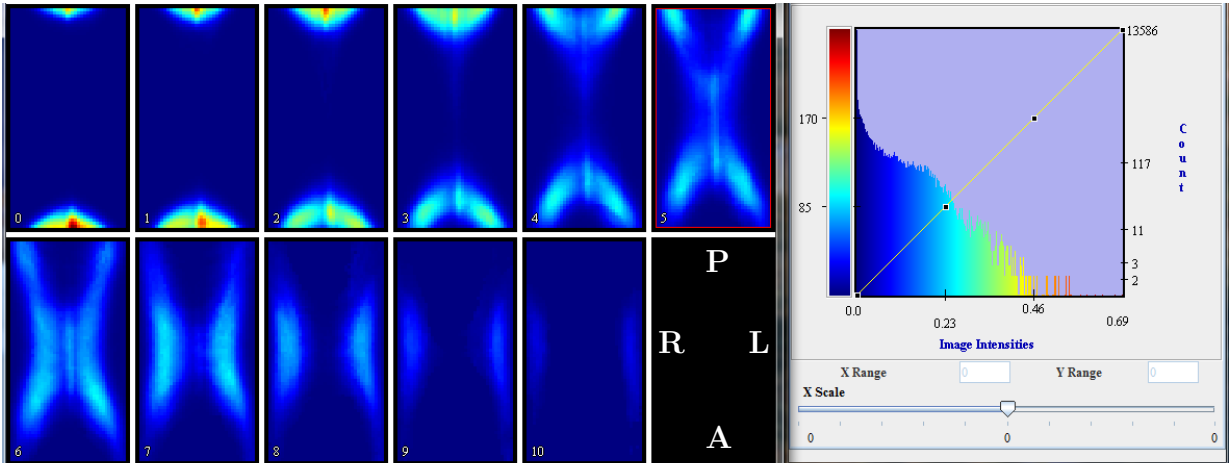 0 1 2 3 4 5
6 7 8 9 10
P
R L
A
13586
170
117
85
11
3
2
C
o
u
n
t
0.0 0.23 0.46 0.69
Image Intensities
X Range 0 Y Range 0
X Scale
0 0 0